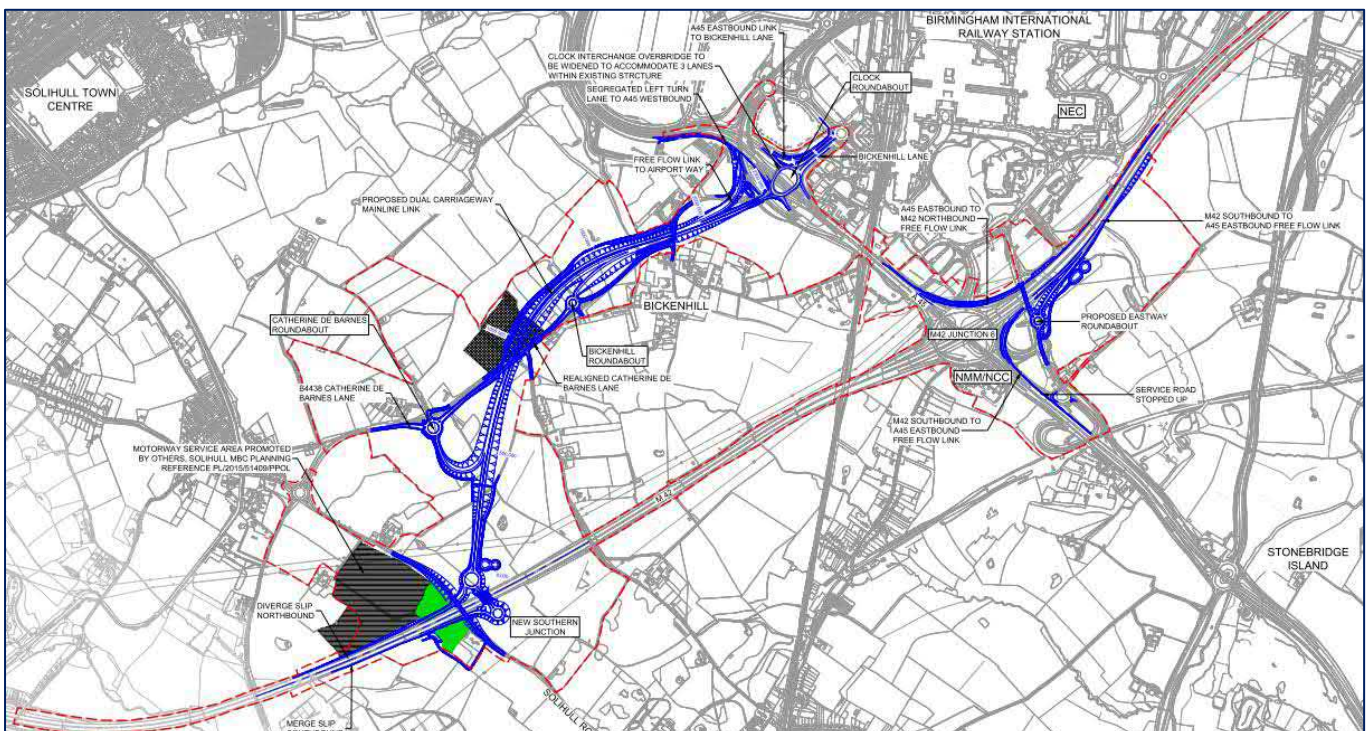 BIRMINGHAM INTERNATIONAL
RAILWAY STATION
A45 EASTBOUND LINK
TO BICKENHILL LANE
CLOCK INTERCHANGE OVERBRIDGE TO
BE WIDENED TO ACCOMMODATE 3 LANES
WITHIN EXISTING STRCTURE
SEGREGATED LEFT TURN
LANE TO A45 WESTBOUND
CLOCK
ROUNDABOUT
SOLIHULL TOWN
CENTRE
NEC
FREE FLOW LINK
TO AIRPORT WAY
BICKENHILL LANE
PROPOSED DUAL CARRIAGEWAY
MAINLINE LINK
A45 EASTBOUND TO
M42 NORTHBOUND
FREE FLOW LINK
M42 SOUTHBOUND TO
A45 EASTBOUND FREE FLOW LINK
A45
BICKENHILL
CATHERINE DE BARNES
ROUNDABOUT
PROPOSED EASTWAY
ROUNDABOUT
M42 JUNCTION 6
BICKENHILL
ROUNDABOUT
REALIGNED CATHERINE DE
BARNES LANE
NMM/NCC
B4438 CATHERINE DE
BARNES LANE
SERVICE ROAD
STOPPED UP
M42 SOUTHBOUND TO
A45 EASTBOUND
FREE FLOW LINK
MOTORWAY SERVICE AREA PROMOTED
BY OTHERS, SOLIHULL MBC PLANNING
REFERENCE PL/2015/51409/PPOL
M 42
STONEBRIDGE
ISLAND
DIVERGE SLIP
NORTHBOUND
NEW SOUTHERN
JUNCTION
SOLIHULL
MERGE SLIP